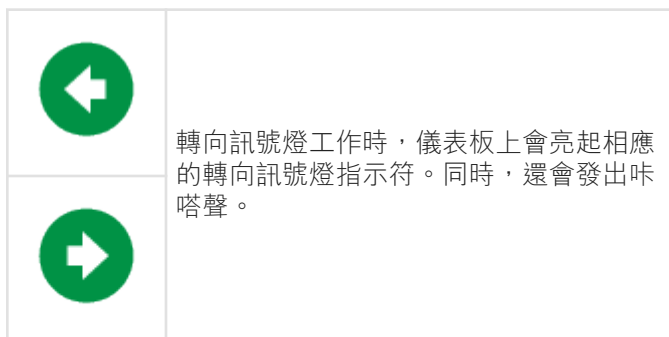 轉向訊號燈工作時，儀表板上會亮起相應
的轉向訊號燈指示符。同時，還會發出咔
嗒聲。